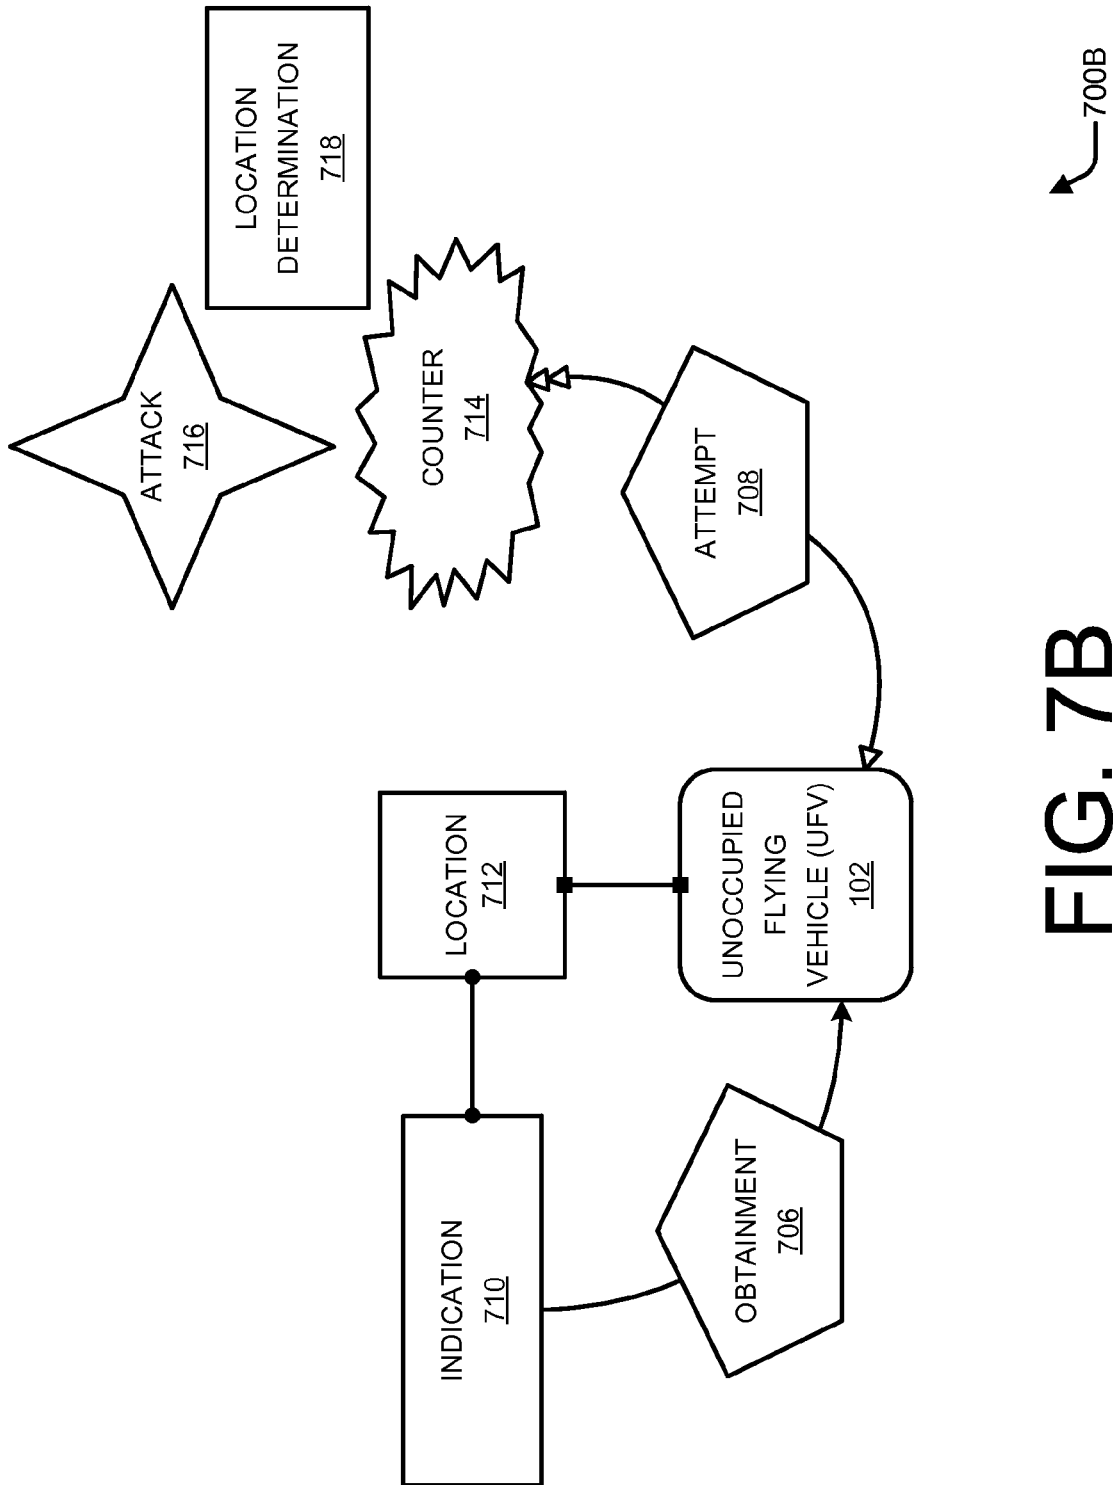 INDICATION
710
LOCATION
712
ATTACK
716
LOCATION
DETERMINATION
718
COUNTER
714
OBTAINMENT
706
UNOCCUPIED
FLYING
VEHICLE (UFV)
102
ATTEMPT
708
FIG. 7B
700B